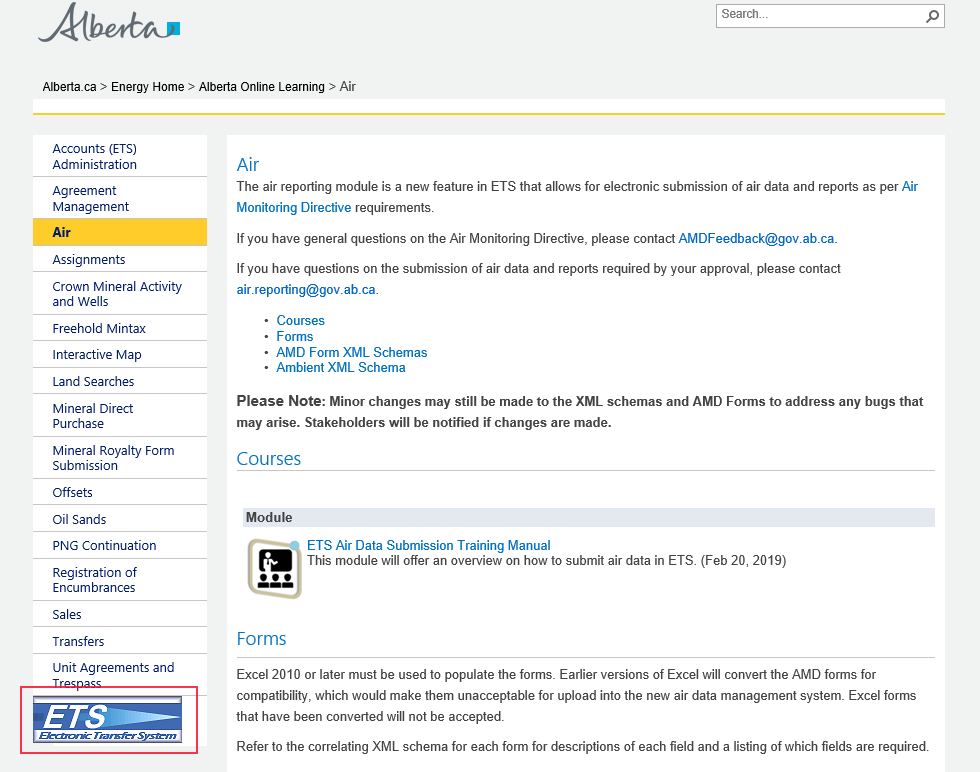 Alberta
Search...
Alberta.ca > Energy Home > Alberta Online Learning > Air
Accounts (ETS)
Administration
Agreement
Management
Air
Assignments
Crown Mineral Activity
and Wells
Freehold Mintax
Interactive Map
Land Searches
Mineral Direct
Purchase
Mineral Royalty Form
Submission
Offsets
Oil Sands
PNG Continuation
Registration of
Encumbrances
Sales
Transfers
Unit Agreements and
Trespass
ETS
Electronic Transfer System
Air
The air reporting module is a new feature in ETS that allows for electronic submission of air data and reports as per Air
Monitoring Directive requirements.
If you have general questions on the Air Monitoring Directive, please contact AMDFeedback@gov.ab.ca.
If you have questions on the submission of air data and reports required by your approval, please contact
air.reporting@gov.ab.ca.
• Courses
• Forms
• AMD Form XML Schemas
• Ambient XML Schema
Please Note: Minor changes may still be made to the XML schemas and AMD Forms to address any bugs that
may arise. Stakeholders will be notified if changes are made.
Courses
Module
ETS Air Data Submission Training Manual
This module will offer an overview on how to submit air data in ETS. (Feb 20, 2019)
Forms
Excel 2010 or later must be used to populate the forms. Earlier versions of Excel will convert the AMD forms for
compatibility, which would make them unacceptable for upload into the new air data management system. Excel forms
that have been converted will not be accepted.
Refer to the correlating XML schema for each form for descriptions of each field and a listing of which fields are required.